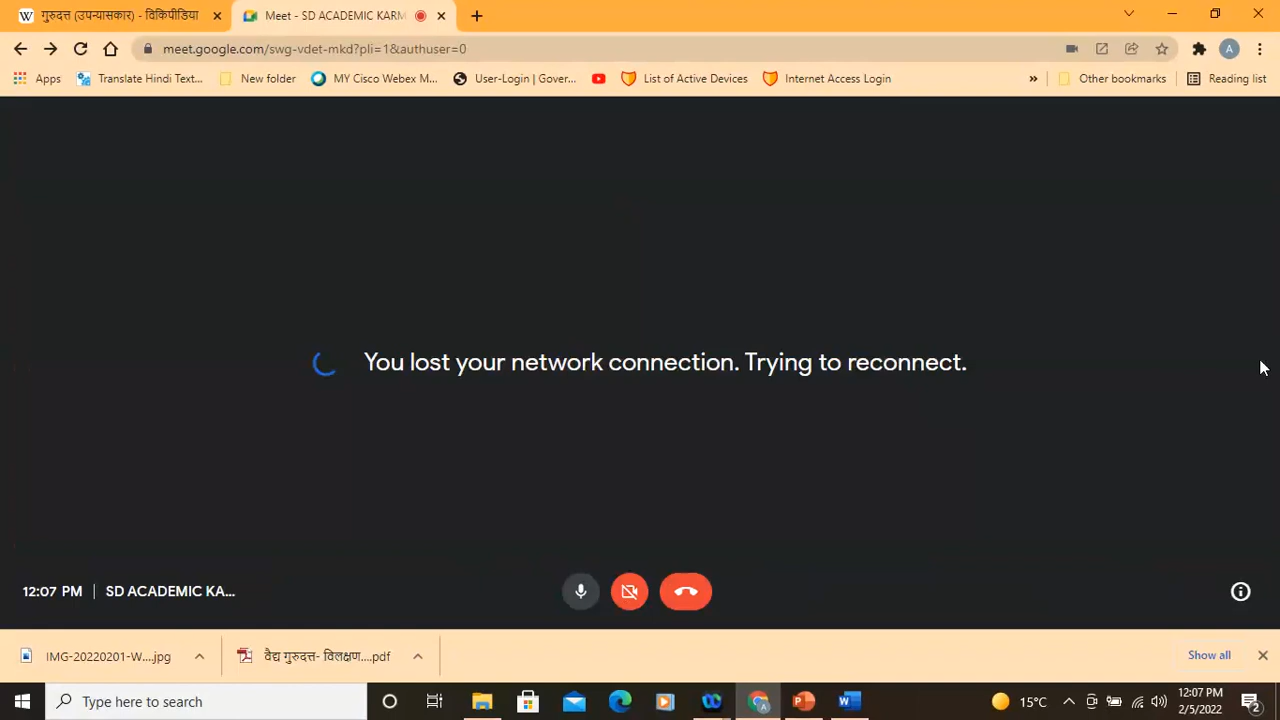 गुरुदत्त (उपन्यासकार) - विकिपीडिया
Meet - SD ACADEMIC KARM
meet.google.com/swg-vdet-mkd?pli=1&authuser=0
A
Apps
Translate Hindi Text...
New folder
MY Cisco Webex M...
User-Login | Gover...
List of Active Devices
Internet Access Login
»
Other bookmarks
Reading list
You lost your network connection. Trying to reconnect.
12:07 PM | SD ACADEMIC KA...
IMG-20220201-W....jpg
वैद्य गुरुदत्त- विलक्षण....pdf
Show all
Type here to search
15°C
12:07 PM
2/5/2022
2